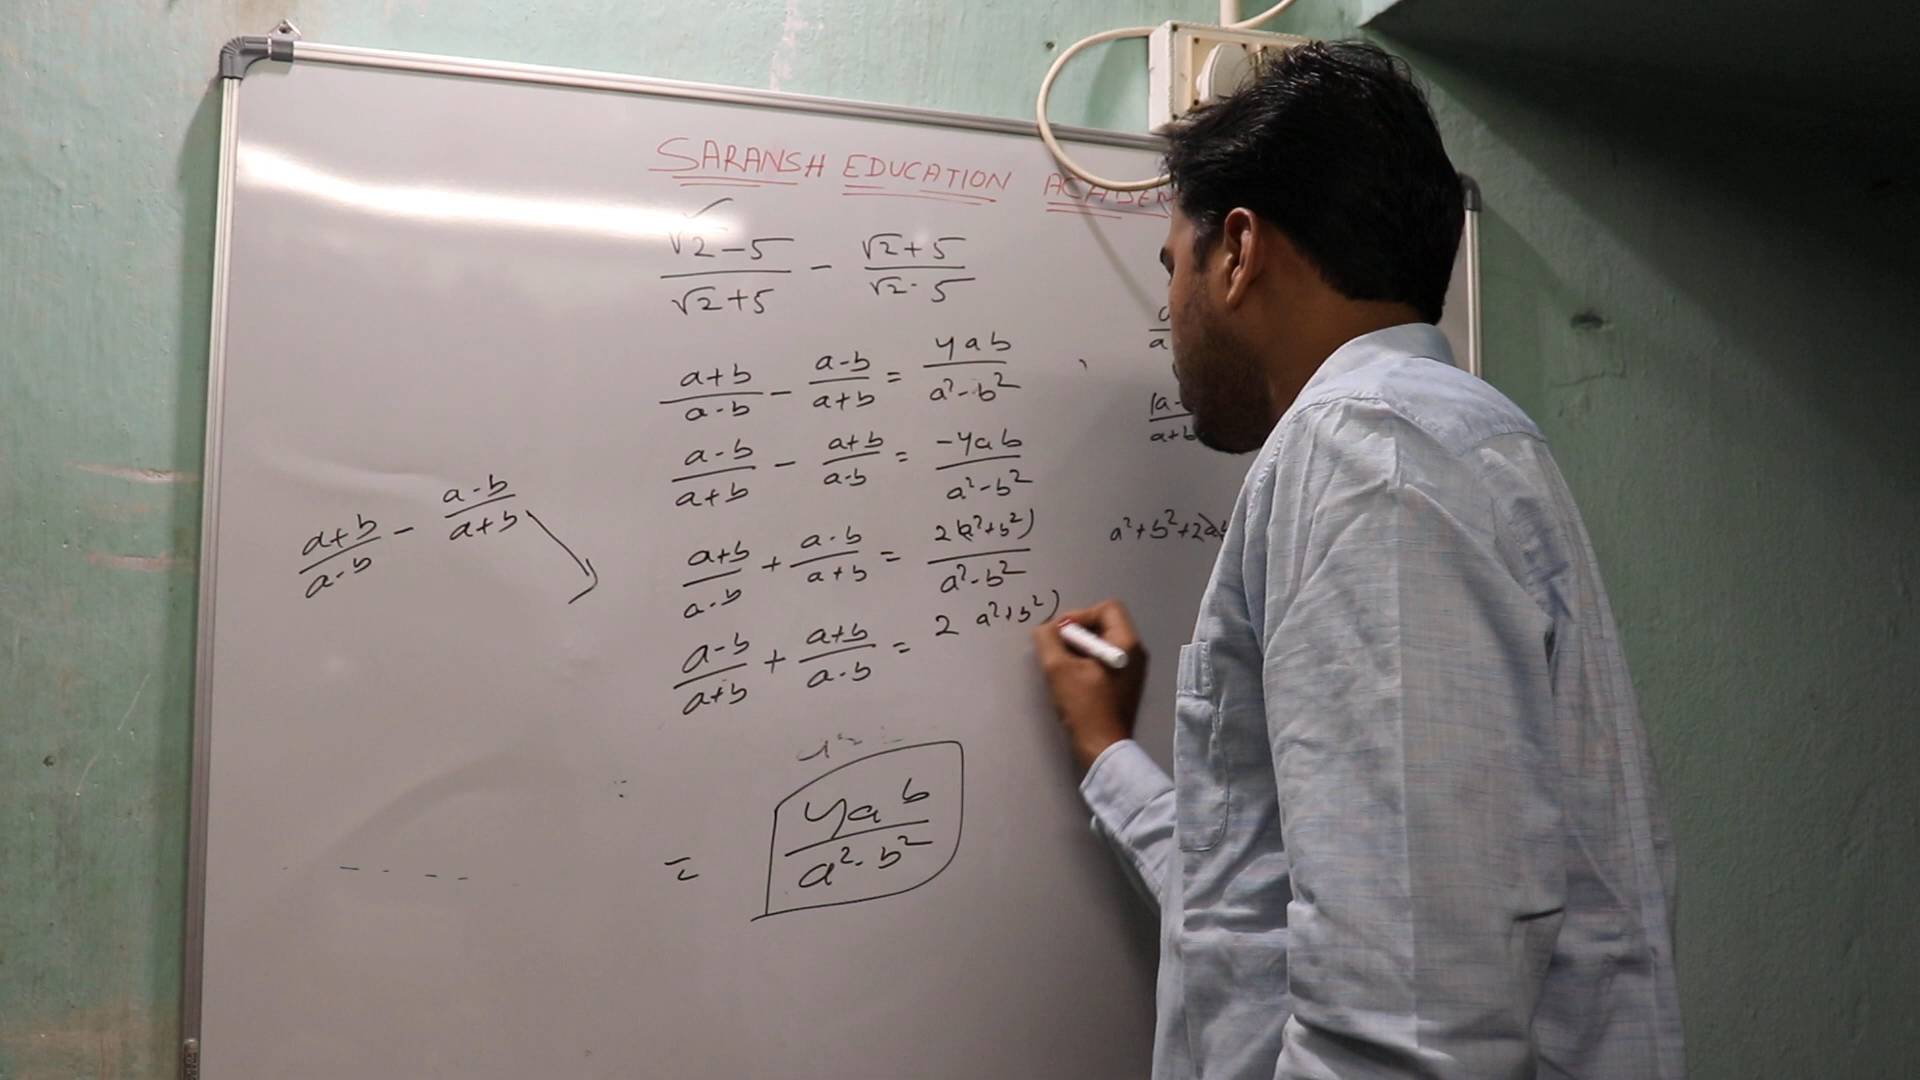 SARANSH EDUCATION ACADEM
(√2-5)/(√2+5) - (√2+5)/(√2-5)
(a+b)/(a-b) - (a-b)/(a+b) = 4ab/(a²-b²)
(a-b)/(a+b) - (a+b)/(a-b) = -4ab/(a²-b²)
(a+b)/(a-b) - (a-b)/(a+b)
(a+b)/(a-b) + (a-b)/(a+b) = 2(a²+b²)/(a²-b²)
a²+b²+2ab
(a-b)/(a+b) + (a+b)/(a-b) = 2 a²+b²)
= 4ab/(a²-b²)